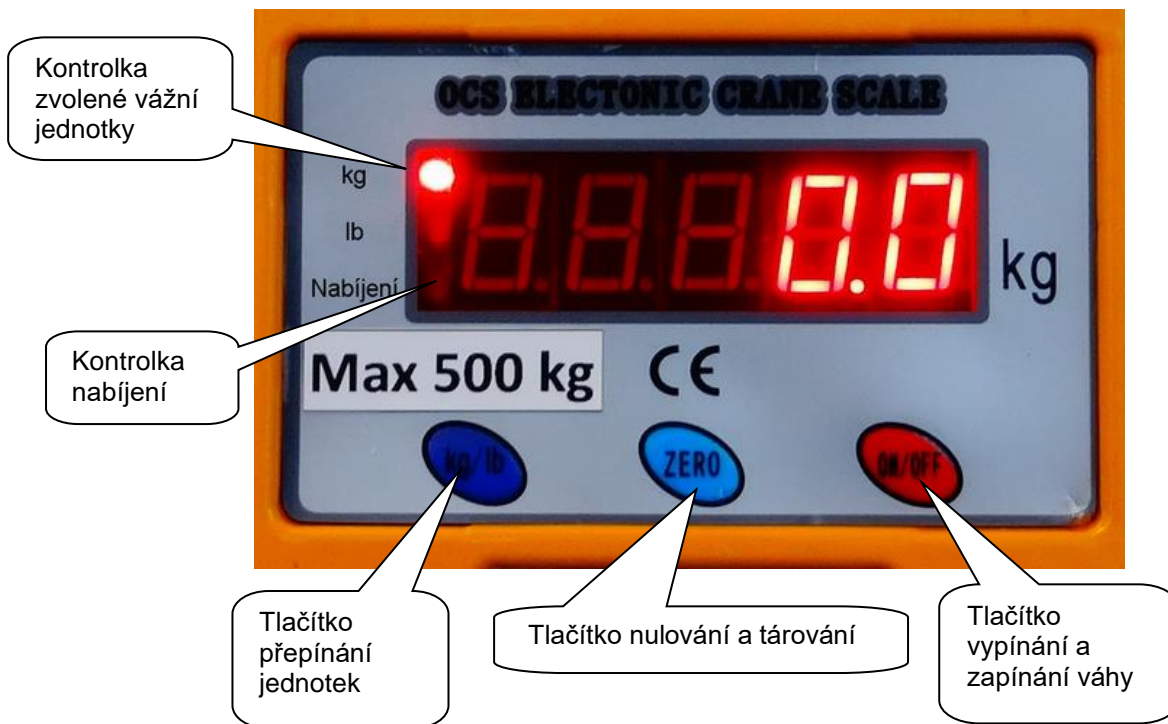 Kontrolka
zvolené vážní
jednotky
OCS ELECTONIC CRANE SCALE
kg
lb
Nabíjení
0.0
kg
Kontrolka
nabíjení
Max 500 kg
CE
kg/lb
ZERO
ON/OFF
Tlačítko
přepínání
jednotek
Tlačítko nulování a tárování
Tlačítko
vypínání a
zapínání váhy